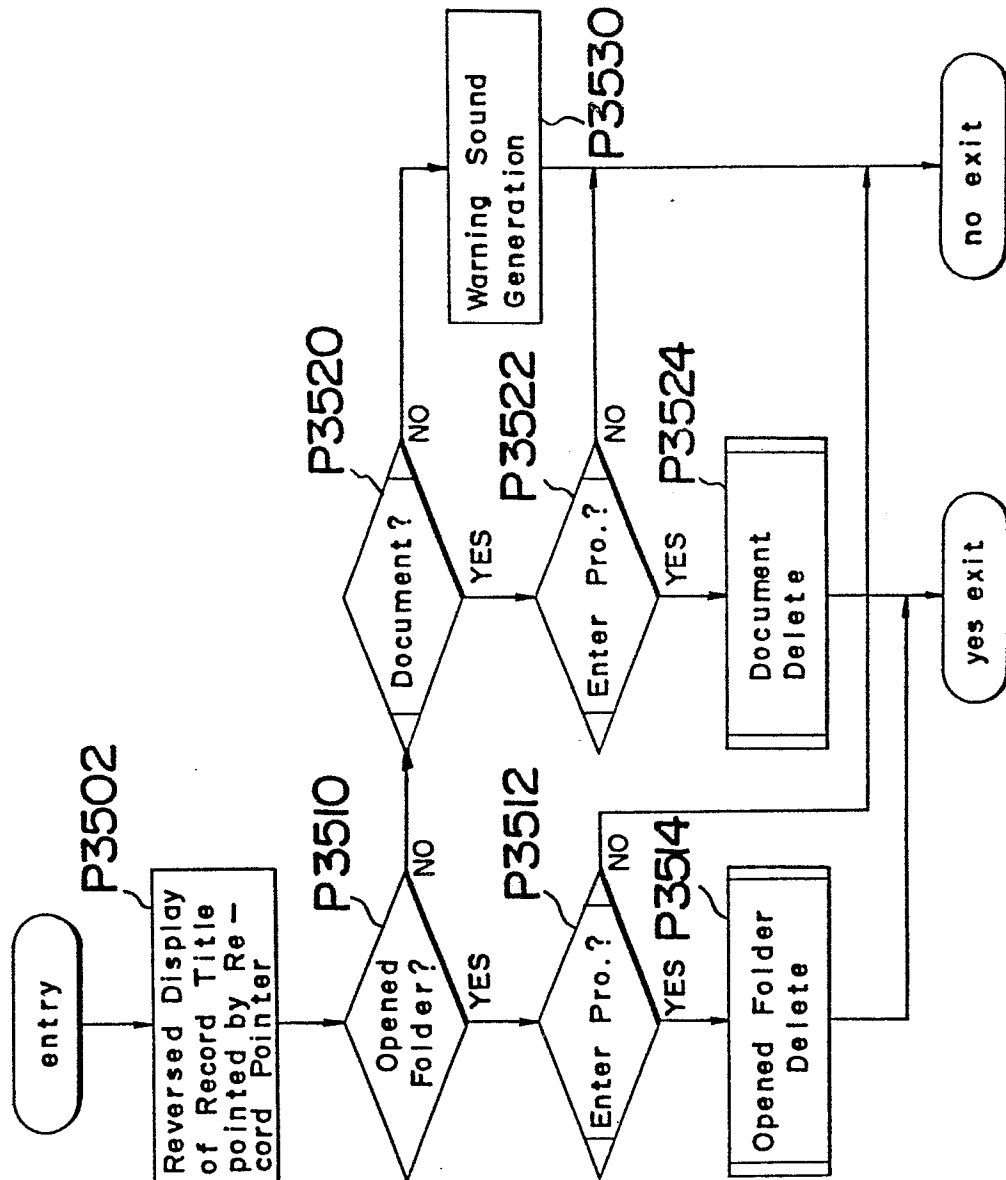 entry
P3502
Reversed Display
of Record Title
pointed by Re-
cord Pointer
P3510
Opened
Folder?
NO
YES
P3512
Enter Pro.?
NO
YES
P3514
Opened Folder
Delete
P3520
Document?
NO
YES
P3522
Enter Pro.?
NO
YES
P3524
Document
Delete
Warning Sound
Generation
P3530
yes exit
no exit